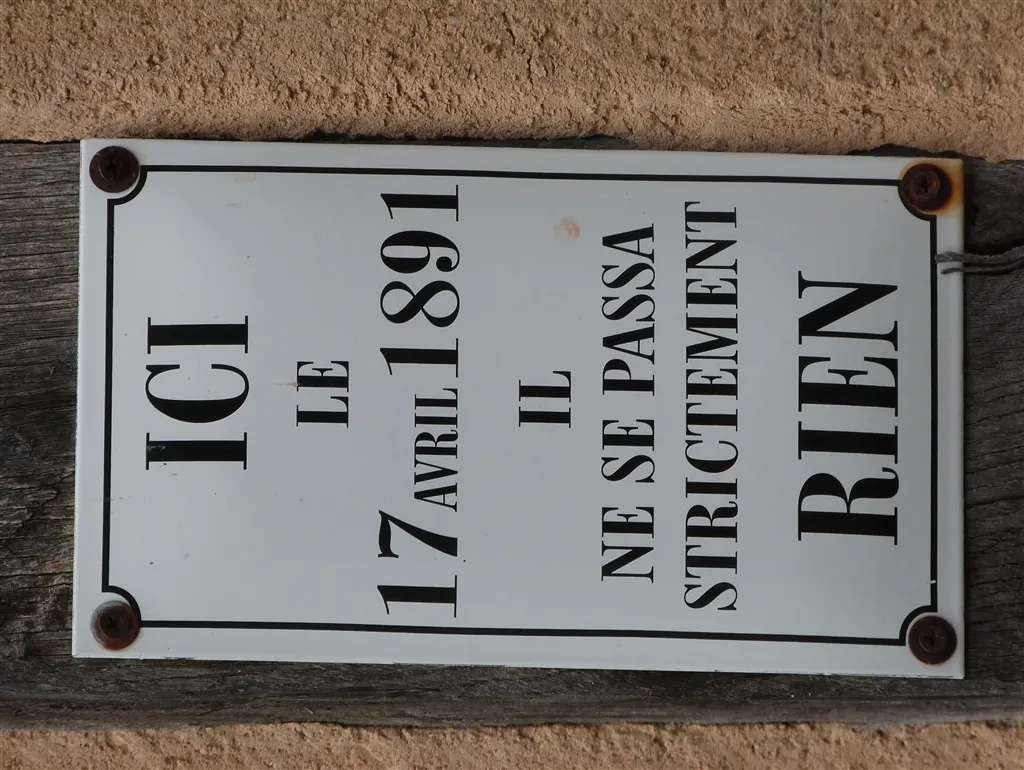 ICI
LE
17 AVRIL 1891
IL
NE SE PASSA
STRICTEMENT
RIEN